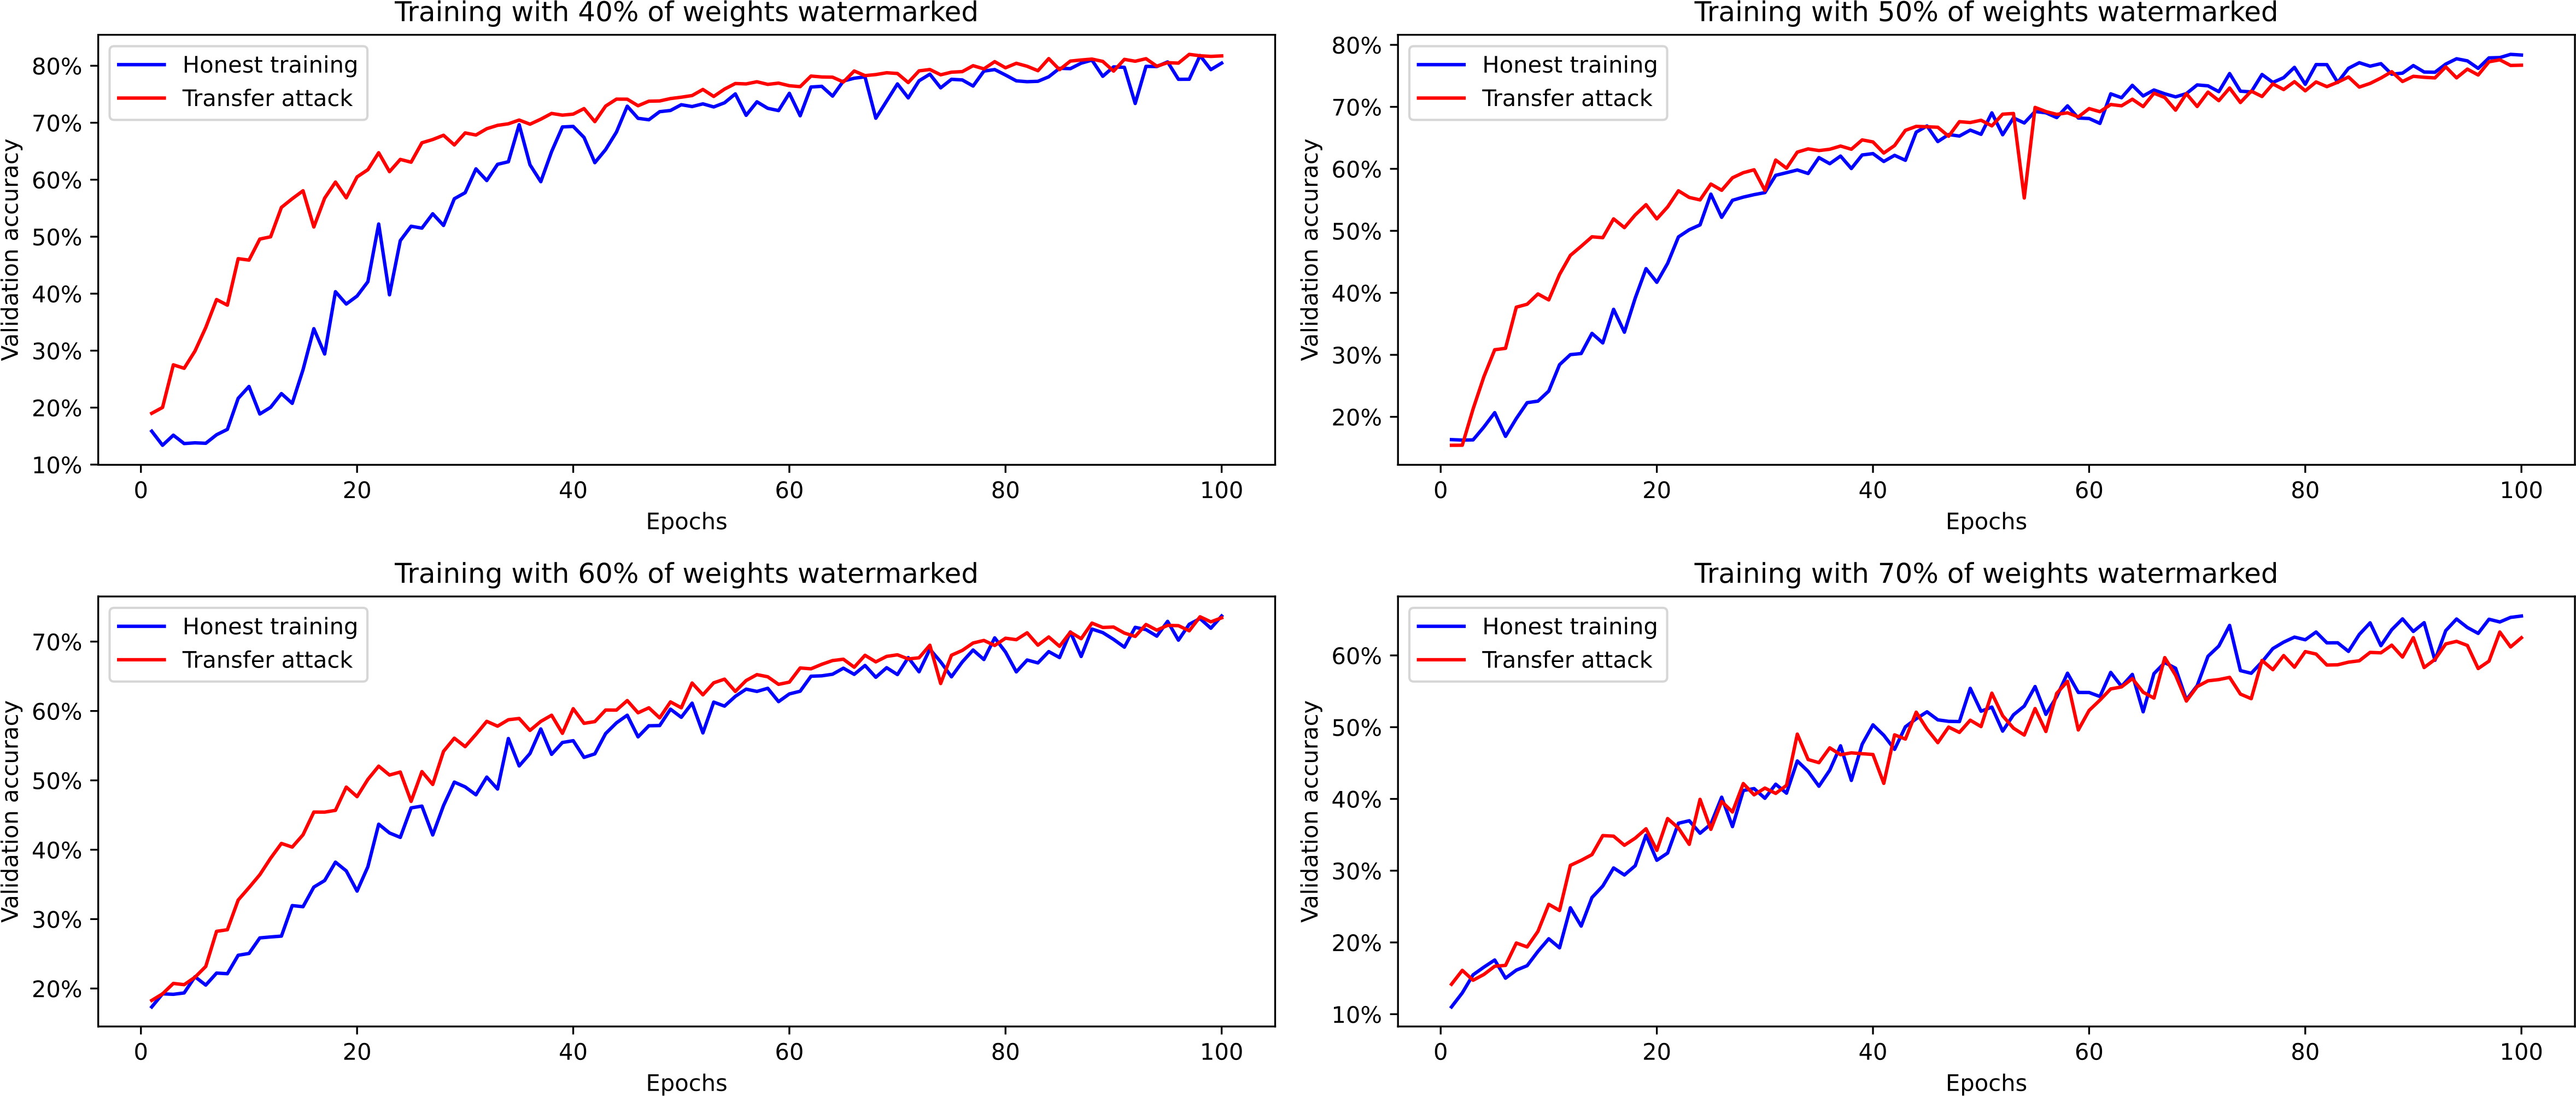 Training with 40% of weights watermarked
Honest training
Transfer attack
Validation accuracy
80%
70%
60%
50%
40%
30%
20%
10%
0 20 40 60 80 100
Epochs
Training with 50% of weights watermarked
Honest training
Transfer attack
Validation accuracy
80%
70%
60%
50%
40%
30%
20%
0 20 40 60 80 100
Epochs
Training with 60% of weights watermarked
Honest training
Transfer attack
Validation accuracy
70%
60%
50%
40%
30%
20%
0 20 40 60 80 100
Epochs
Training with 70% of weights watermarked
Honest training
Transfer attack
Validation accuracy
60%
50%
40%
30%
20%
10%
0 20 40 60 80 100
Epochs